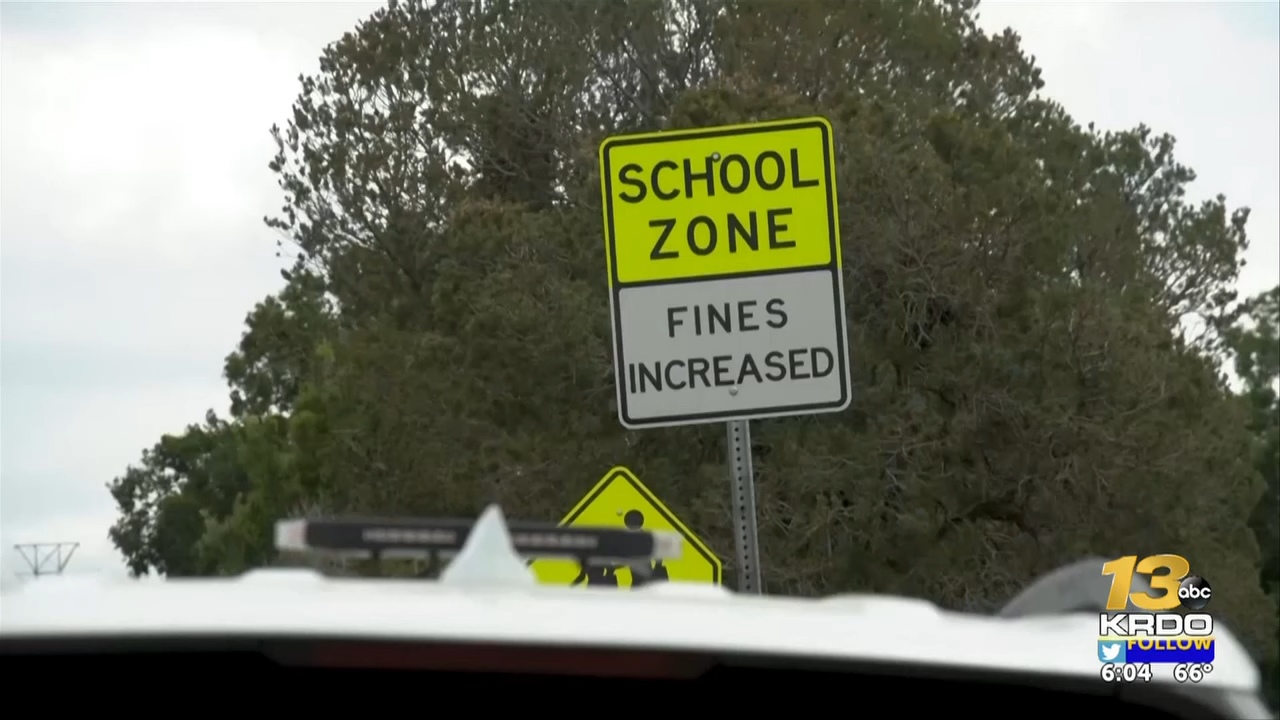 SCHOOL
ZONE
FINES
INCREASED
13 abc
KRDO
FOLLOW
6:04 66°